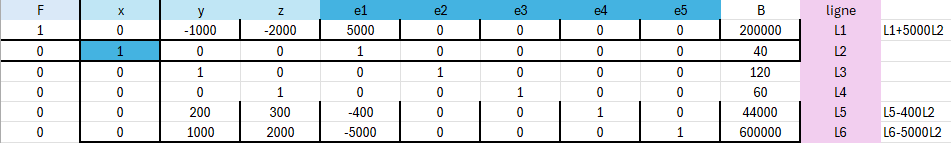 F x y z e1 e2 e3 e4 e5 B ligne
1 0 -1000 -2000 5000 0 0 0 0 200000 L1 L1+5000L2
0 1 0 0 1 0 0 0 0 40 L2
0 0 1 0 0 1 0 0 0 120 L3
0 0 0 1 0 0 1 0 0 60 L4
0 0 200 300 -400 0 0 1 0 44000 L5 L5-400L2
0 0 1000 2000 -5000 0 0 0 1 600000 L6 L6-5000L2